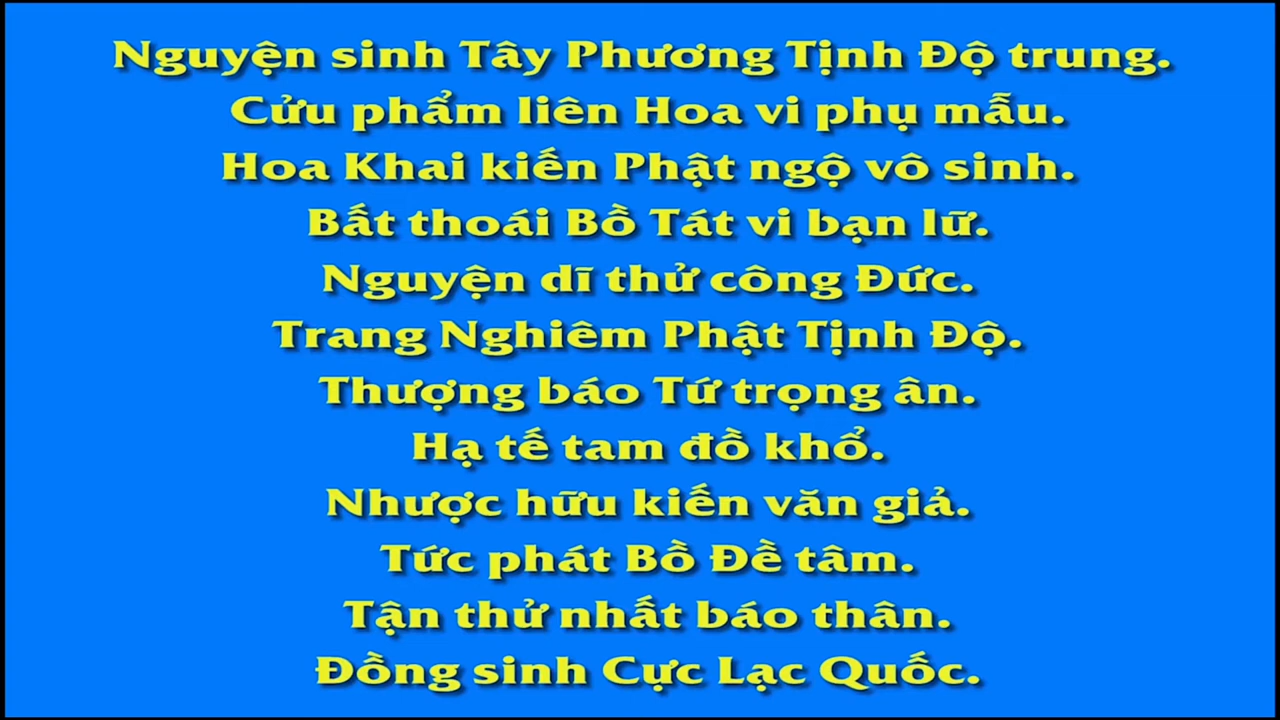 Nguyện sinh Tây Phương Tịnh Độ trung.
Cửu phẩm liên Hoa vi phụ mẫu.
Hoa Khai kiến Phật ngộ vô sinh.
Bất thoái Bồ Tát vi bạn lữ.
Nguyện dĩ thử công Đức.
Trang Nghiêm Phật Tịnh Độ.
Thượng báo Tứ trọng ân.
Hạ tế tam đồ khổ.
Nhược hữu kiến văn giả.
Tức phát Bồ Đề tâm.
Tận thử nhất báo thân.
Đồng sinh Cực Lạc Quốc.